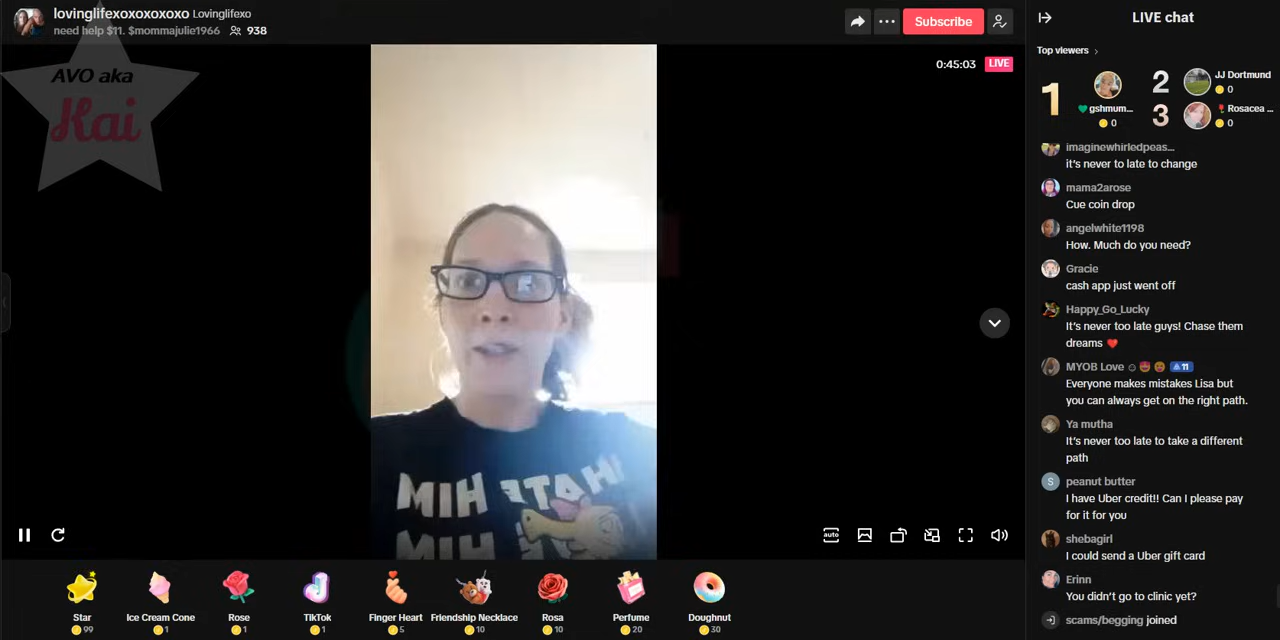 lovinglifexoxoxoxoxo Lovinglifexo
need help $11. $mommajulie1966 938
Subscribe
AVO aka
Kai
0:45:03 LIVE
HATE HIM
HIM
auto
Star
99
Ice Cream Cone
1
Rose
1
TikTok
1
Finger Heart
5
Friendship Necklace
10
Rosa
10
Perfume
20
Doughnut
30
LIVE chat
Top viewers
1
gshmum...
0
2
JJ Dortmund
0
3
Rosacea ...
0
imaginewhirledpeas...
it's never to late to change
mama2arose
Cue coin drop
angelwhite1198
How. Much do you need?
Gracie
cash app just went off
Happy_Go_Lucky
It's never too late guys! Chase them
dreams ❤️
MYOB Love 11
Everyone makes mistakes Lisa but
you can always get on the right path.
Ya mutha
It's never too late to take a different
path
S
peanut butter
I have Uber credit!! Can I please pay
for it for you
shebagirl
I could send a Uber gift card
Erinn
You didn't go to clinic yet?
scams/begging joined